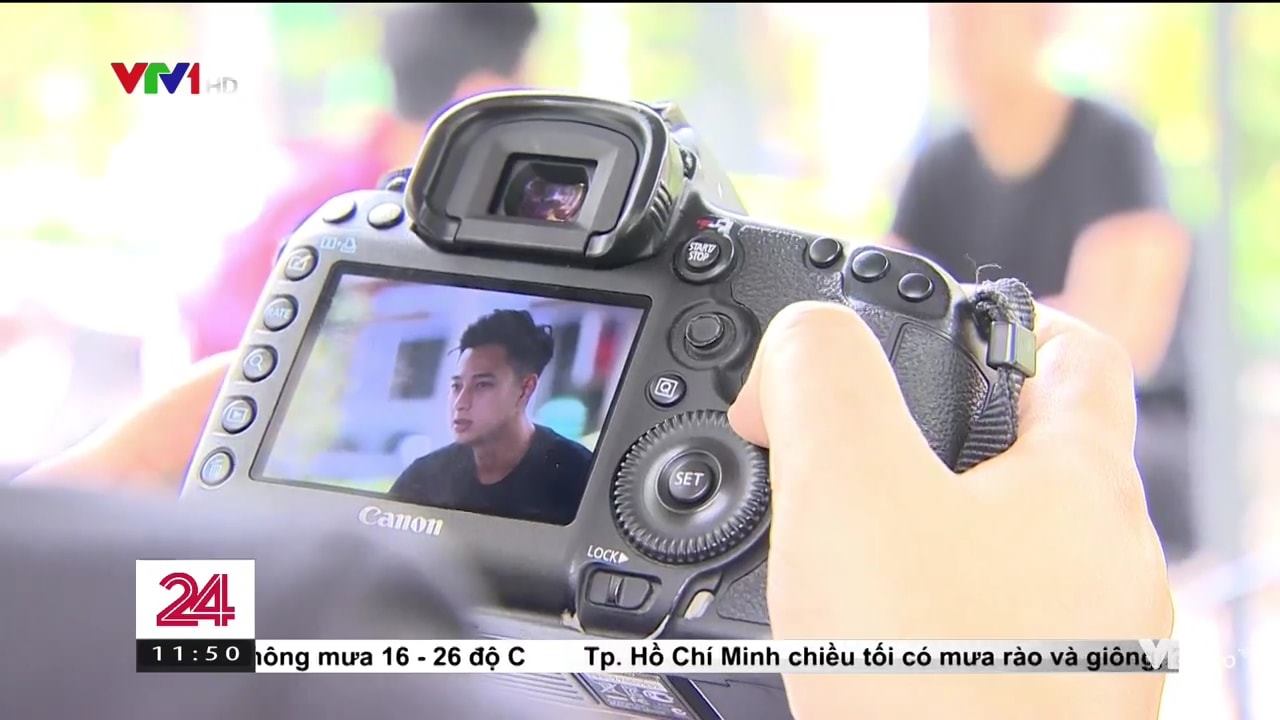 VTV1 HD
START/
STOP
RATE
Q
SET
Canon
LOCK
24
11:50
hông mưa 16 - 26 độ C Tp. Hồ Chí Minh chiều tối có mưa rào và giông